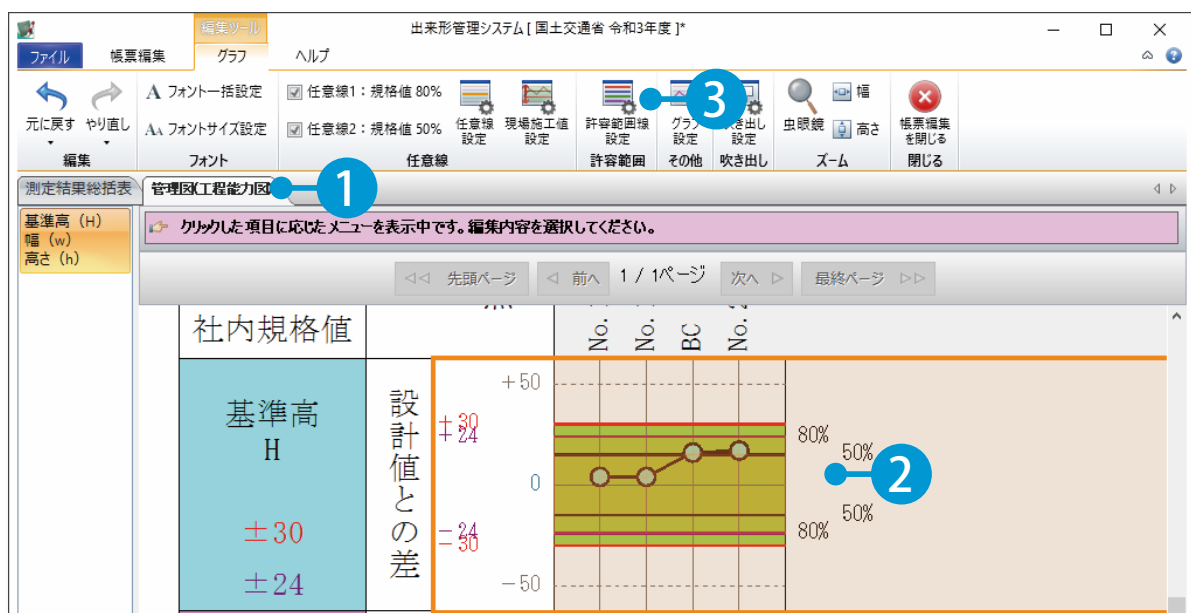 編集ツール
出来形管理システム [ 国土交通省 令和3年度 ]*
ファイル 帳票編集 グラフ ヘルプ
元に戻す やり直し
編集
A フォント一括設定
AA フォントサイズ設定
フォント
任意線1：規格値 80%
任意線2：規格値 50%
任意線
設定
現場施工値
設定
任意線
許容範囲線
設定
許容範囲
3
設定
その他
設定
吹き出し
虫眼鏡
幅
高さ
ズーム
帳票編集
を閉じる
閉じる
測定結果総括表 管理図(工程能力図)
1
基準高（H）
幅（w）
高さ（h）
クリックした項目に応じたメニューを表示中です。編集内容を選択してください。
先頭ページ 前へ 1 / 1ページ 次へ 最終ページ
社内規格値
No.
No.
BC
No.
基準高
H
±30
±24
設計値との差
+50
±30
+24
0
-24
-30
-50
80%
50%
2
50%
80%